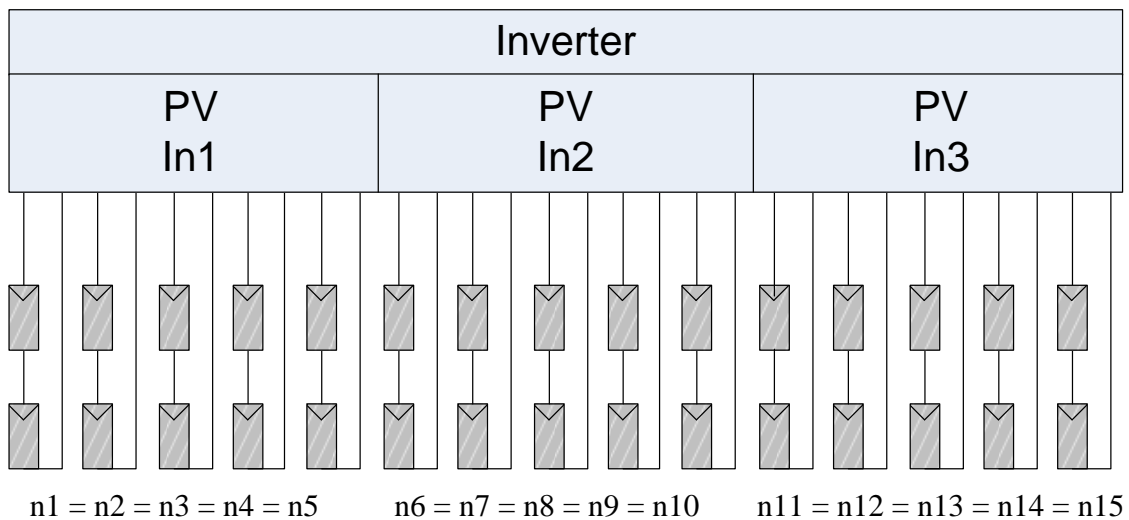 Inverter
PV
In1
PV
In2
PV
In3
n1 = n2 = n3 = n4 = n5
n6 = n7 = n8 = n9 = n10
n11 = n12 = n13 = n14 = n15